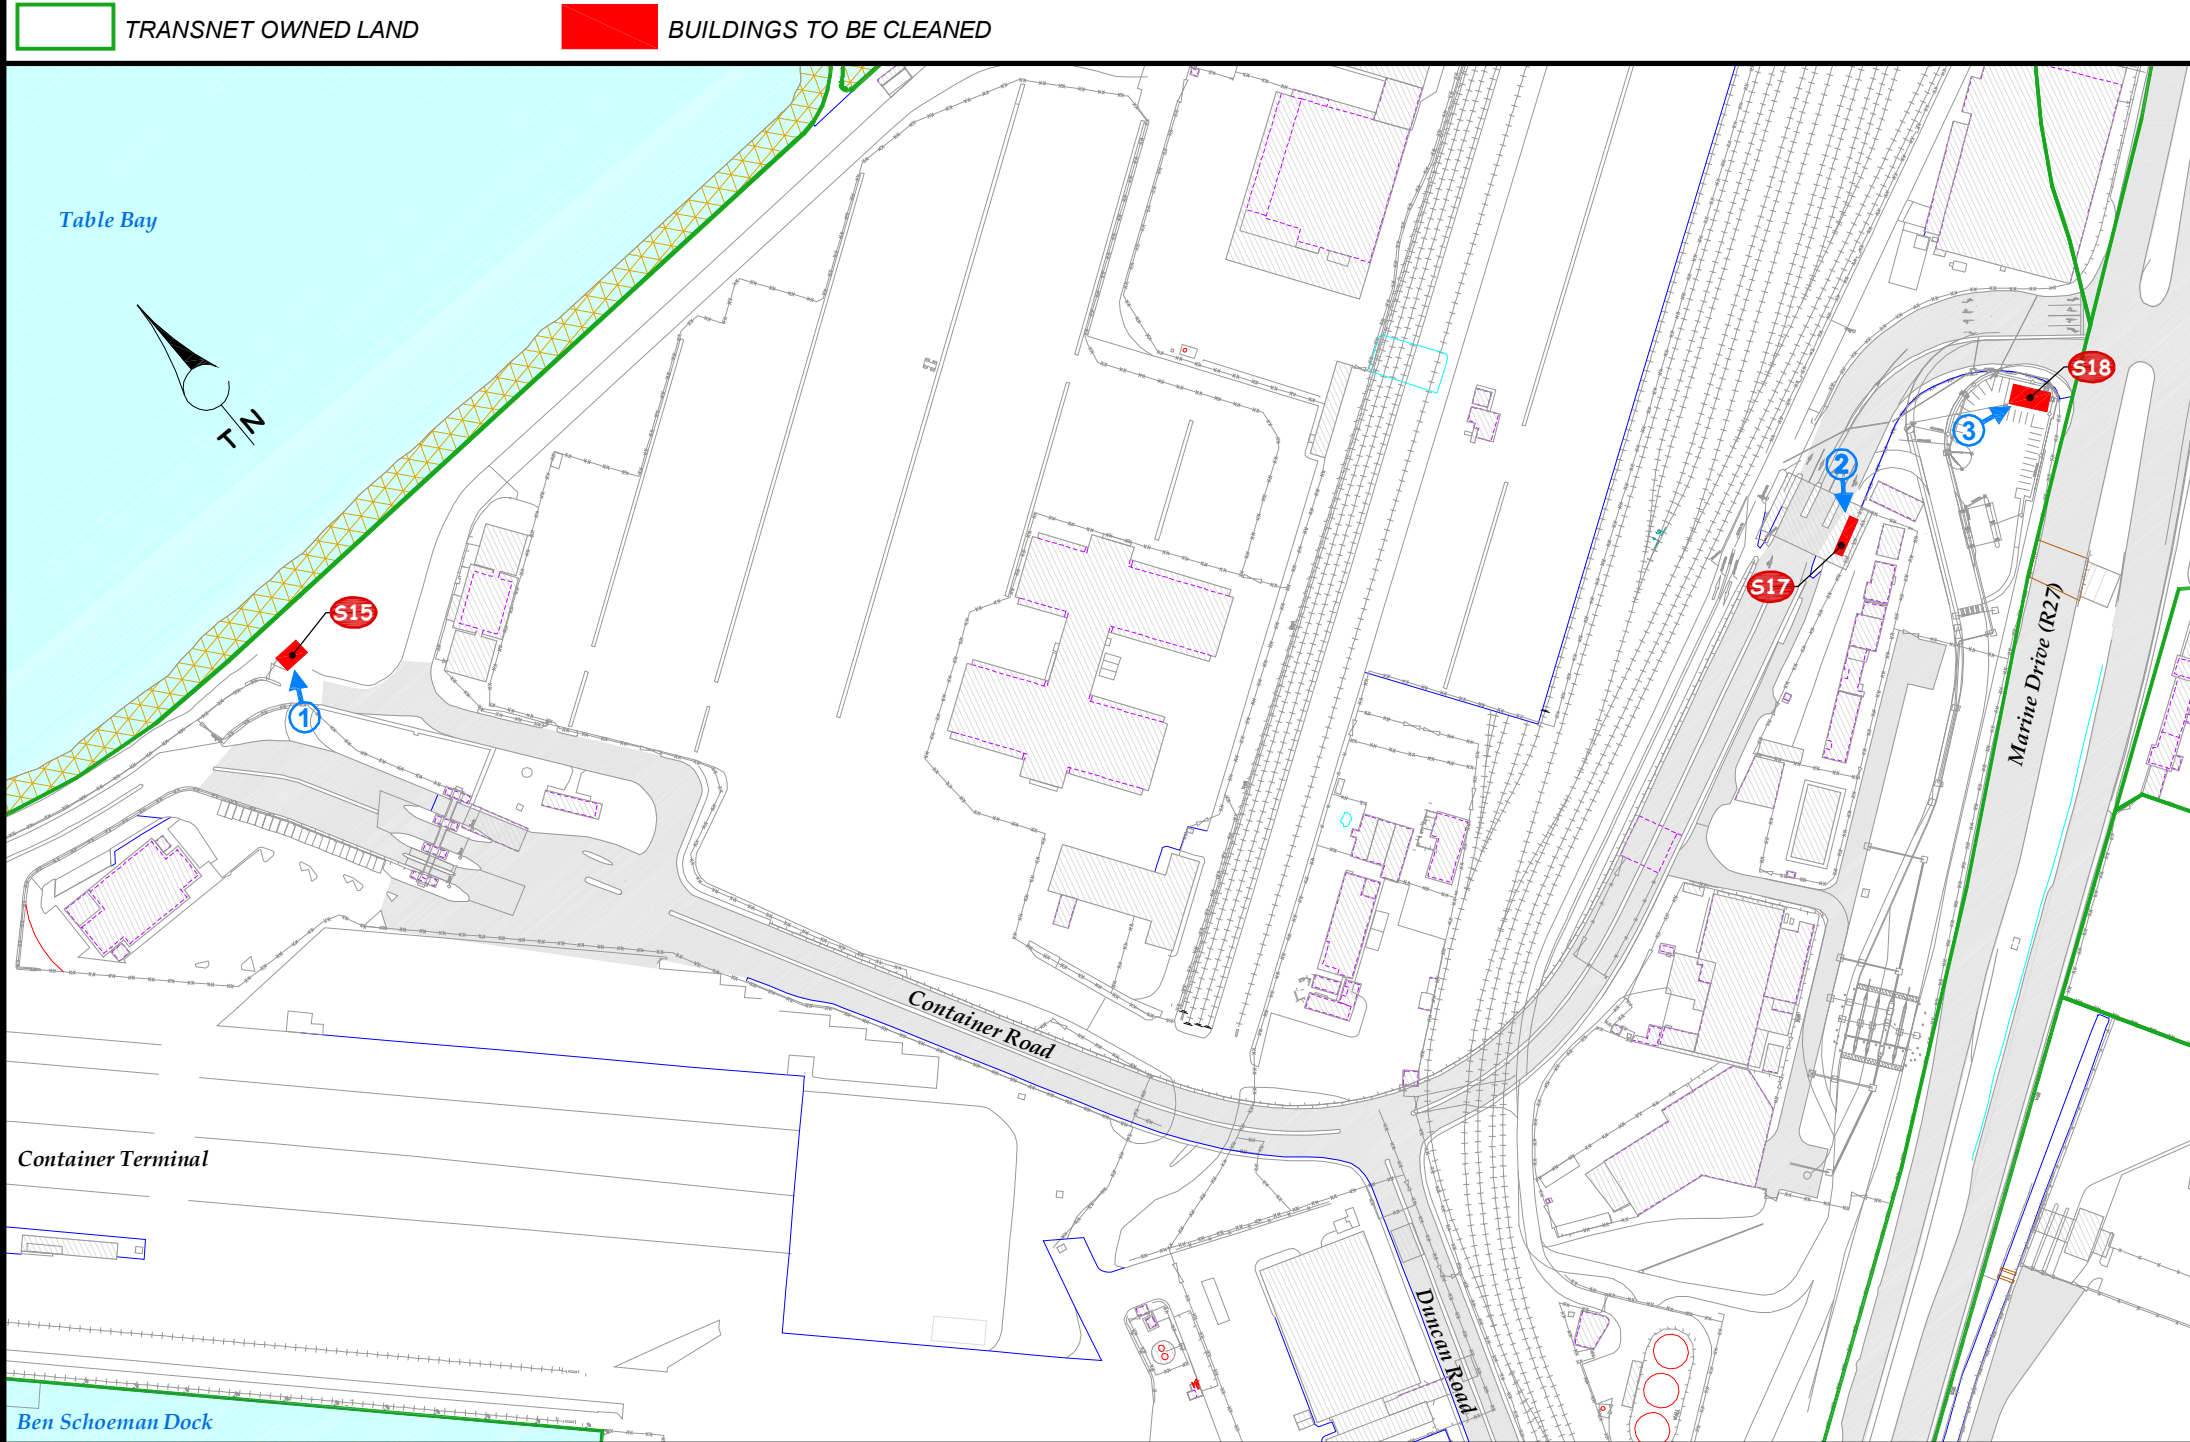 TRANSNET OWNED LAND
BUILDINGS TO BE CLEANED
Table Bay
T N
S18
3
2
S17
S15
1
Marine Drive (R27)
Container Road
Container Terminal
Duncan Road
Ben Schoeman Dock